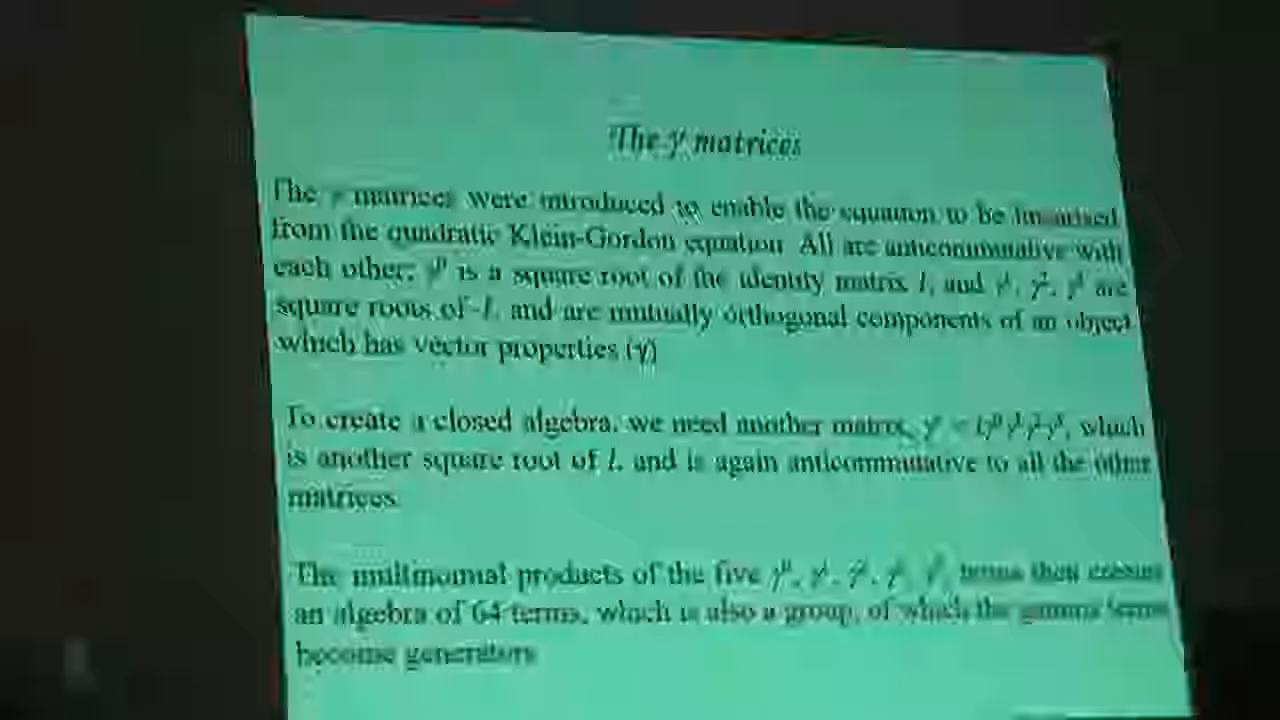 The γ matrices
The γ matrices were introduced to enable the equation to be linearised
from the quadratic Klein-Gordon equation. All are anticommutative with
each other; γ⁰ is a square root of the identity matrix I, and γ¹, γ², γ³ are
square roots of -I, and are mutually orthogonal components of an object
which has vector properties (γ)
To create a closed algebra, we need another matrix, γ⁵ = iγ⁰γ¹γ²γ³, which
is another square root of I, and is again anticommutative to all the other
matrices.
The multinomial products of the five γ⁰, γ¹, γ², γ³, γ⁵, terms then creates
an algebra of 64 terms, which is also a group, of which the gamma terms
become generators